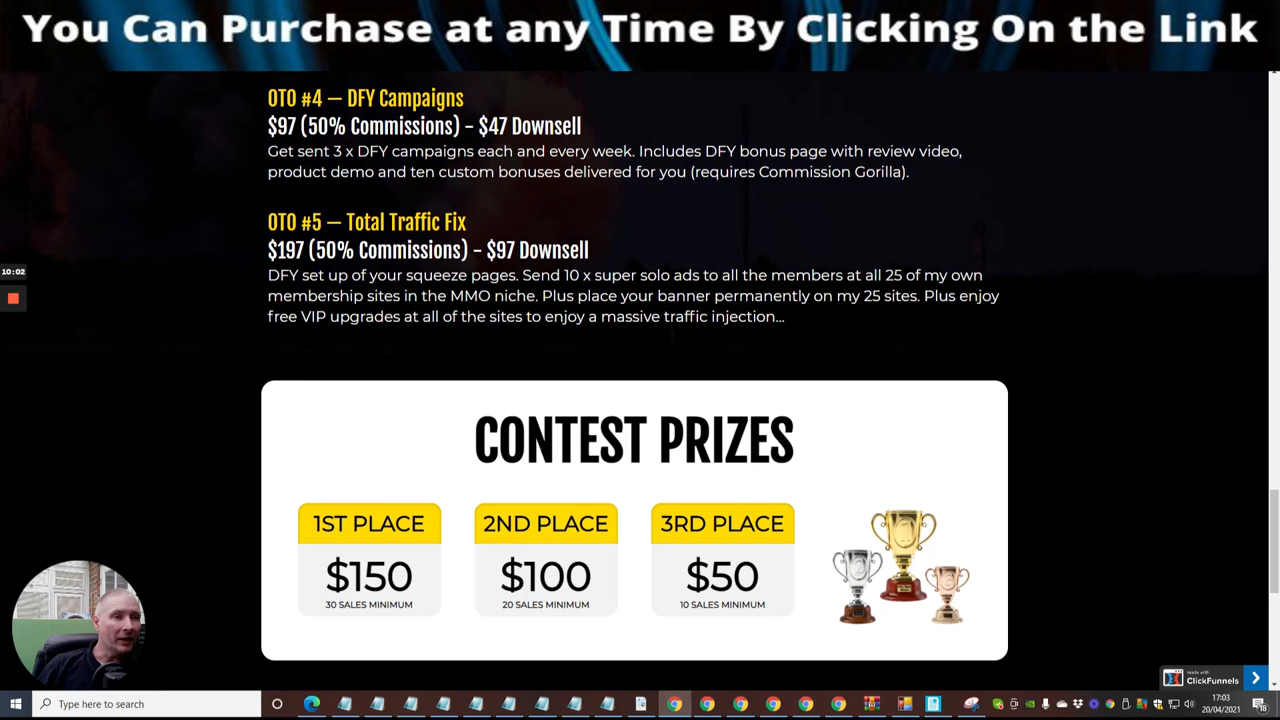 You Can Purchase at any Time By Clicking On the Link
OTO #4 — DFY Campaigns
$97 (50% Commissions) - $47 Downsell
Get sent 3 x DFY campaigns each and every week. Includes DFY bonus page with review video,
product demo and ten custom bonuses delivered for you (requires Commission Gorilla).
OTO #5 — Total Traffic Fix
$197 (50% Commissions) - $97 Downsell
DFY set up of your squeeze pages. Send 10 x super solo ads to all the members at all 25 of my own
membership sites in the MMO niche. Plus place your banner permanently on my 25 sites. Plus enjoy
free VIP upgrades at all of the sites to enjoy a massive traffic injection...
10:02
CONTEST PRIZES
1ST PLACE
$150
30 SALES MINIMUM
2ND PLACE
$100
20 SALES MINIMUM
3RD PLACE
$50
10 SALES MINIMUM
made with
ClickFunnels
Type here to search
17:03
20/04/2021